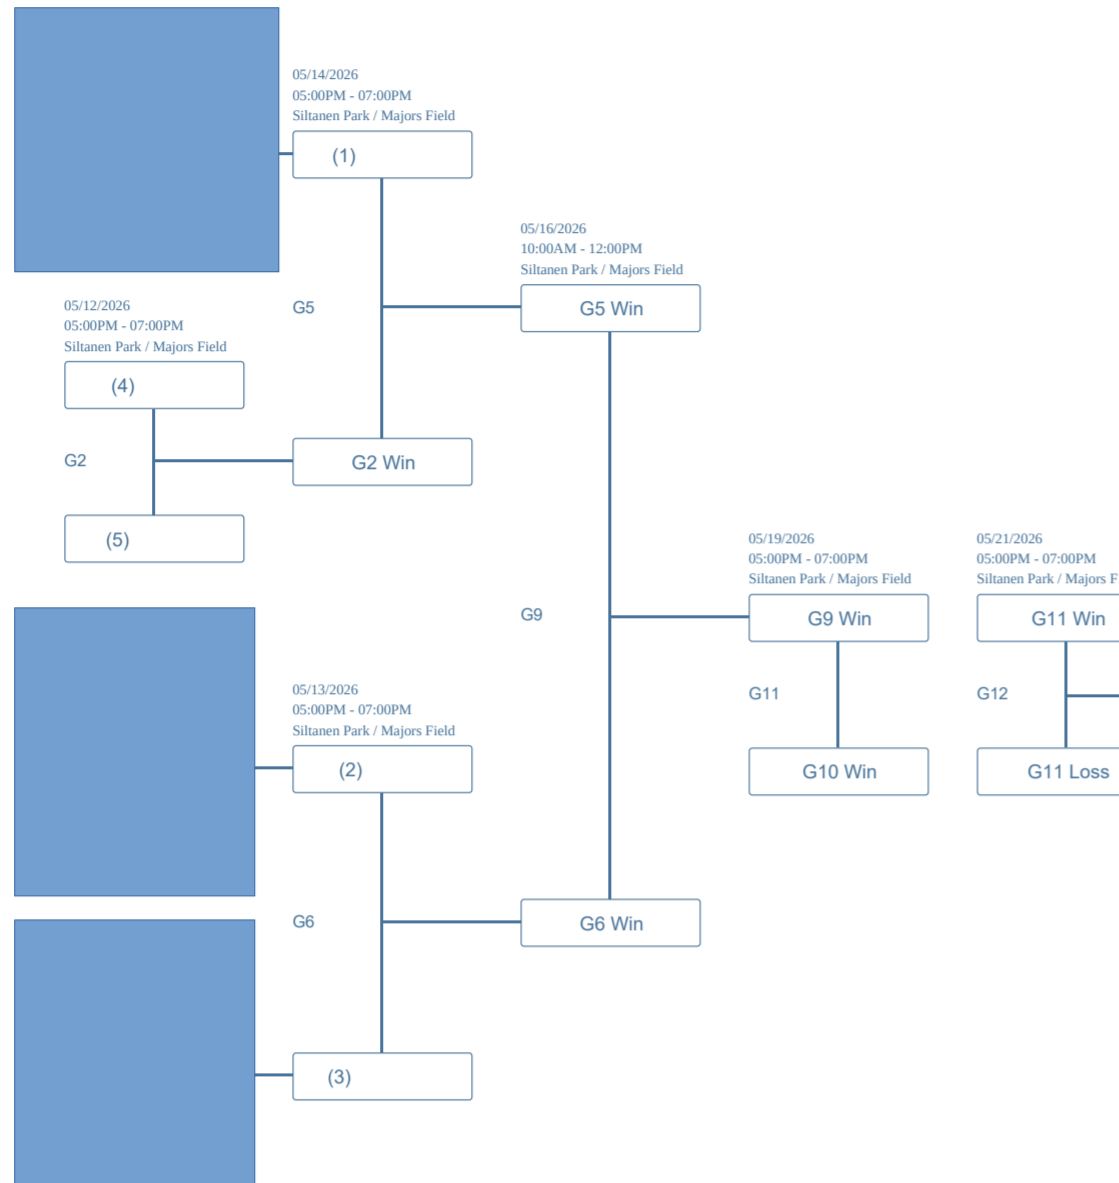 05/14/2026
05:00PM - 07:00PM
Siltanen Park / Majors Field
(1)
05/16/2026
10:00AM - 12:00PM
Siltanen Park / Majors Field
G5 Win
05/12/2026
05:00PM - 07:00PM
Siltanen Park / Majors Field
G5
(4)
G2
G2 Win
(5)
05/19/2026
05:00PM - 07:00PM
Siltanen Park / Majors Field
G9 Win
05/21/2026
05:00PM - 07:00PM
Siltanen Park / Majors F
G11 Win
G9
G11
G12
G10 Win
G11 Loss
05/13/2026
05:00PM - 07:00PM
Siltanen Park / Majors Field
(2)
G6
G6 Win
(3)